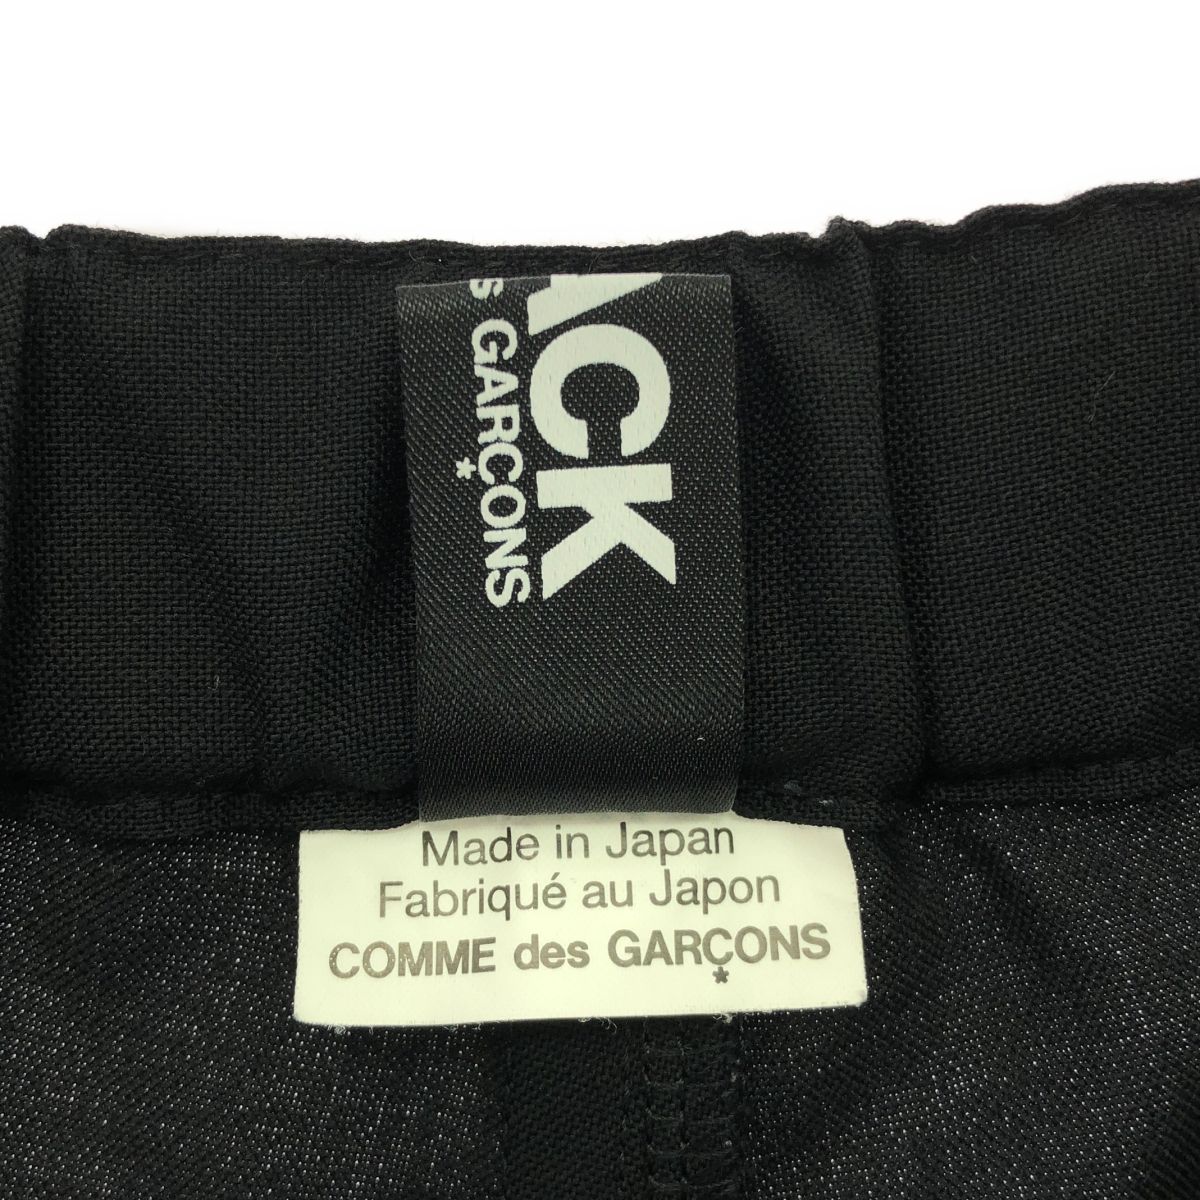 ACK
S GARÇONS
Made in Japan
Fabriqué au Japon
COMME des GARÇONS